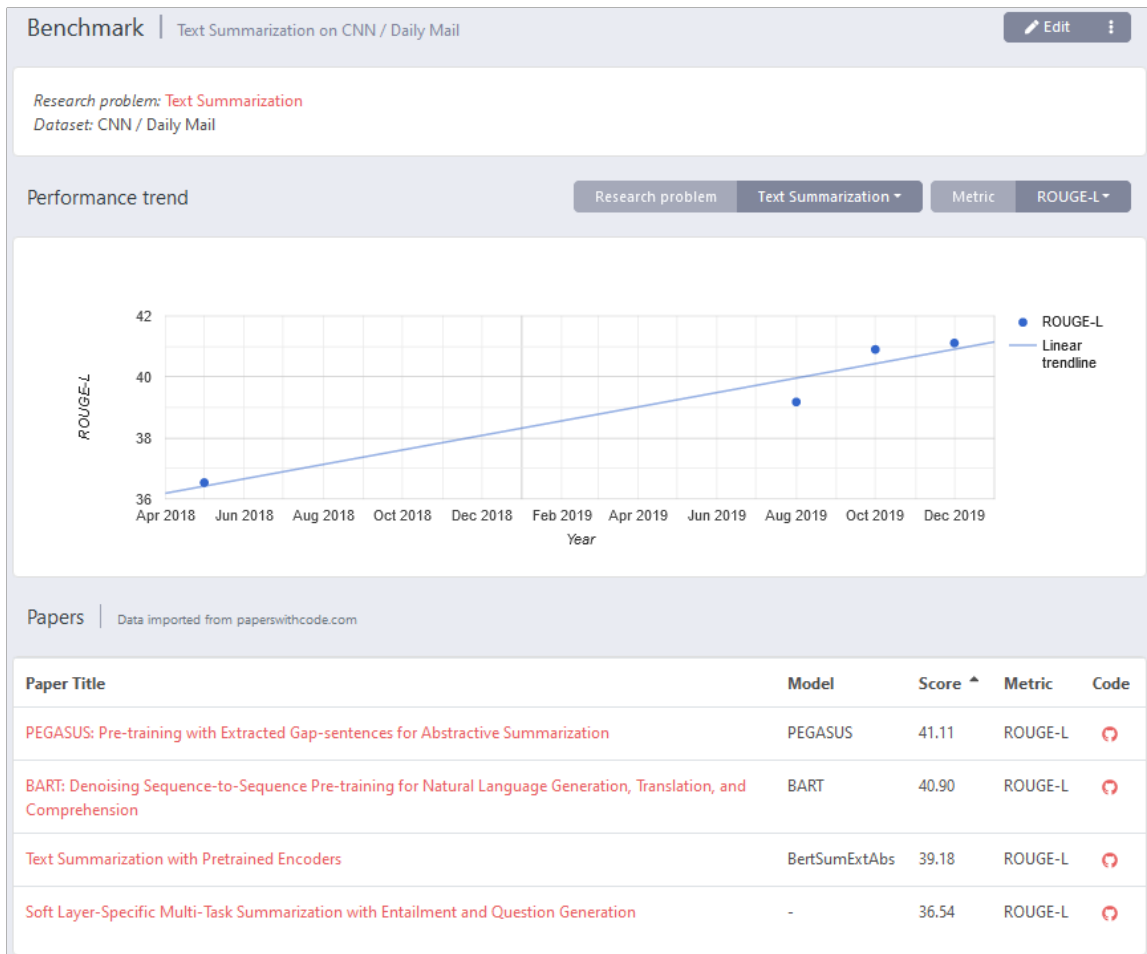 Benchmark | Text Summarization on CNN / Daily Mail
Edit
Research problem: Text Summarization
Dataset: CNN / Daily Mail
Performance trend
Research problem Text Summarization
Metric ROUGE-L
42
40
38
36
ROUGE-L
Apr 2018 Jun 2018 Aug 2018 Oct 2018 Dec 2018 Feb 2019 Apr 2019 Jun 2019 Aug 2019 Oct 2019 Dec 2019
Year
ROUGE-L
Linear
trendline
Papers | Data imported from paperswithcode.com
Paper Title Model Score Metric Code
PEGASUS: Pre-training with Extracted Gap-sentences for Abstractive Summarization PEGASUS 41.11 ROUGE-L
BART: Denoising Sequence-to-Sequence Pre-training for Natural Language Generation, Translation, and BART 40.90 ROUGE-L
Comprehension
Text Summarization with Pretrained Encoders BertSumExtAbs 39.18 ROUGE-L
Soft Layer-Specific Multi-Task Summarization with Entailment and Question Generation - 36.54 ROUGE-L